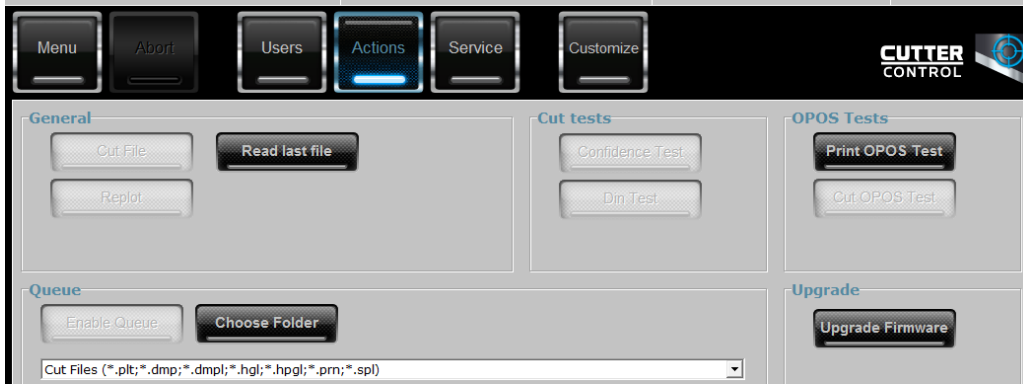 Menu
Abort
Users
Actions
Service
Customize
CUTTER
CONTROL
General
Cut File
Read last file
Replot
Cut tests
Confidence Test
Din Test
OPOS Tests
Print OPOS Test
Cut OPOS Test
Queue
Enable Queue
Choose Folder
Cut Files (*.plt;*.dmp;*.dmpl;*.hgl;*.hpgl;*.prn;*.spl)
Upgrade
Upgrade Firmware